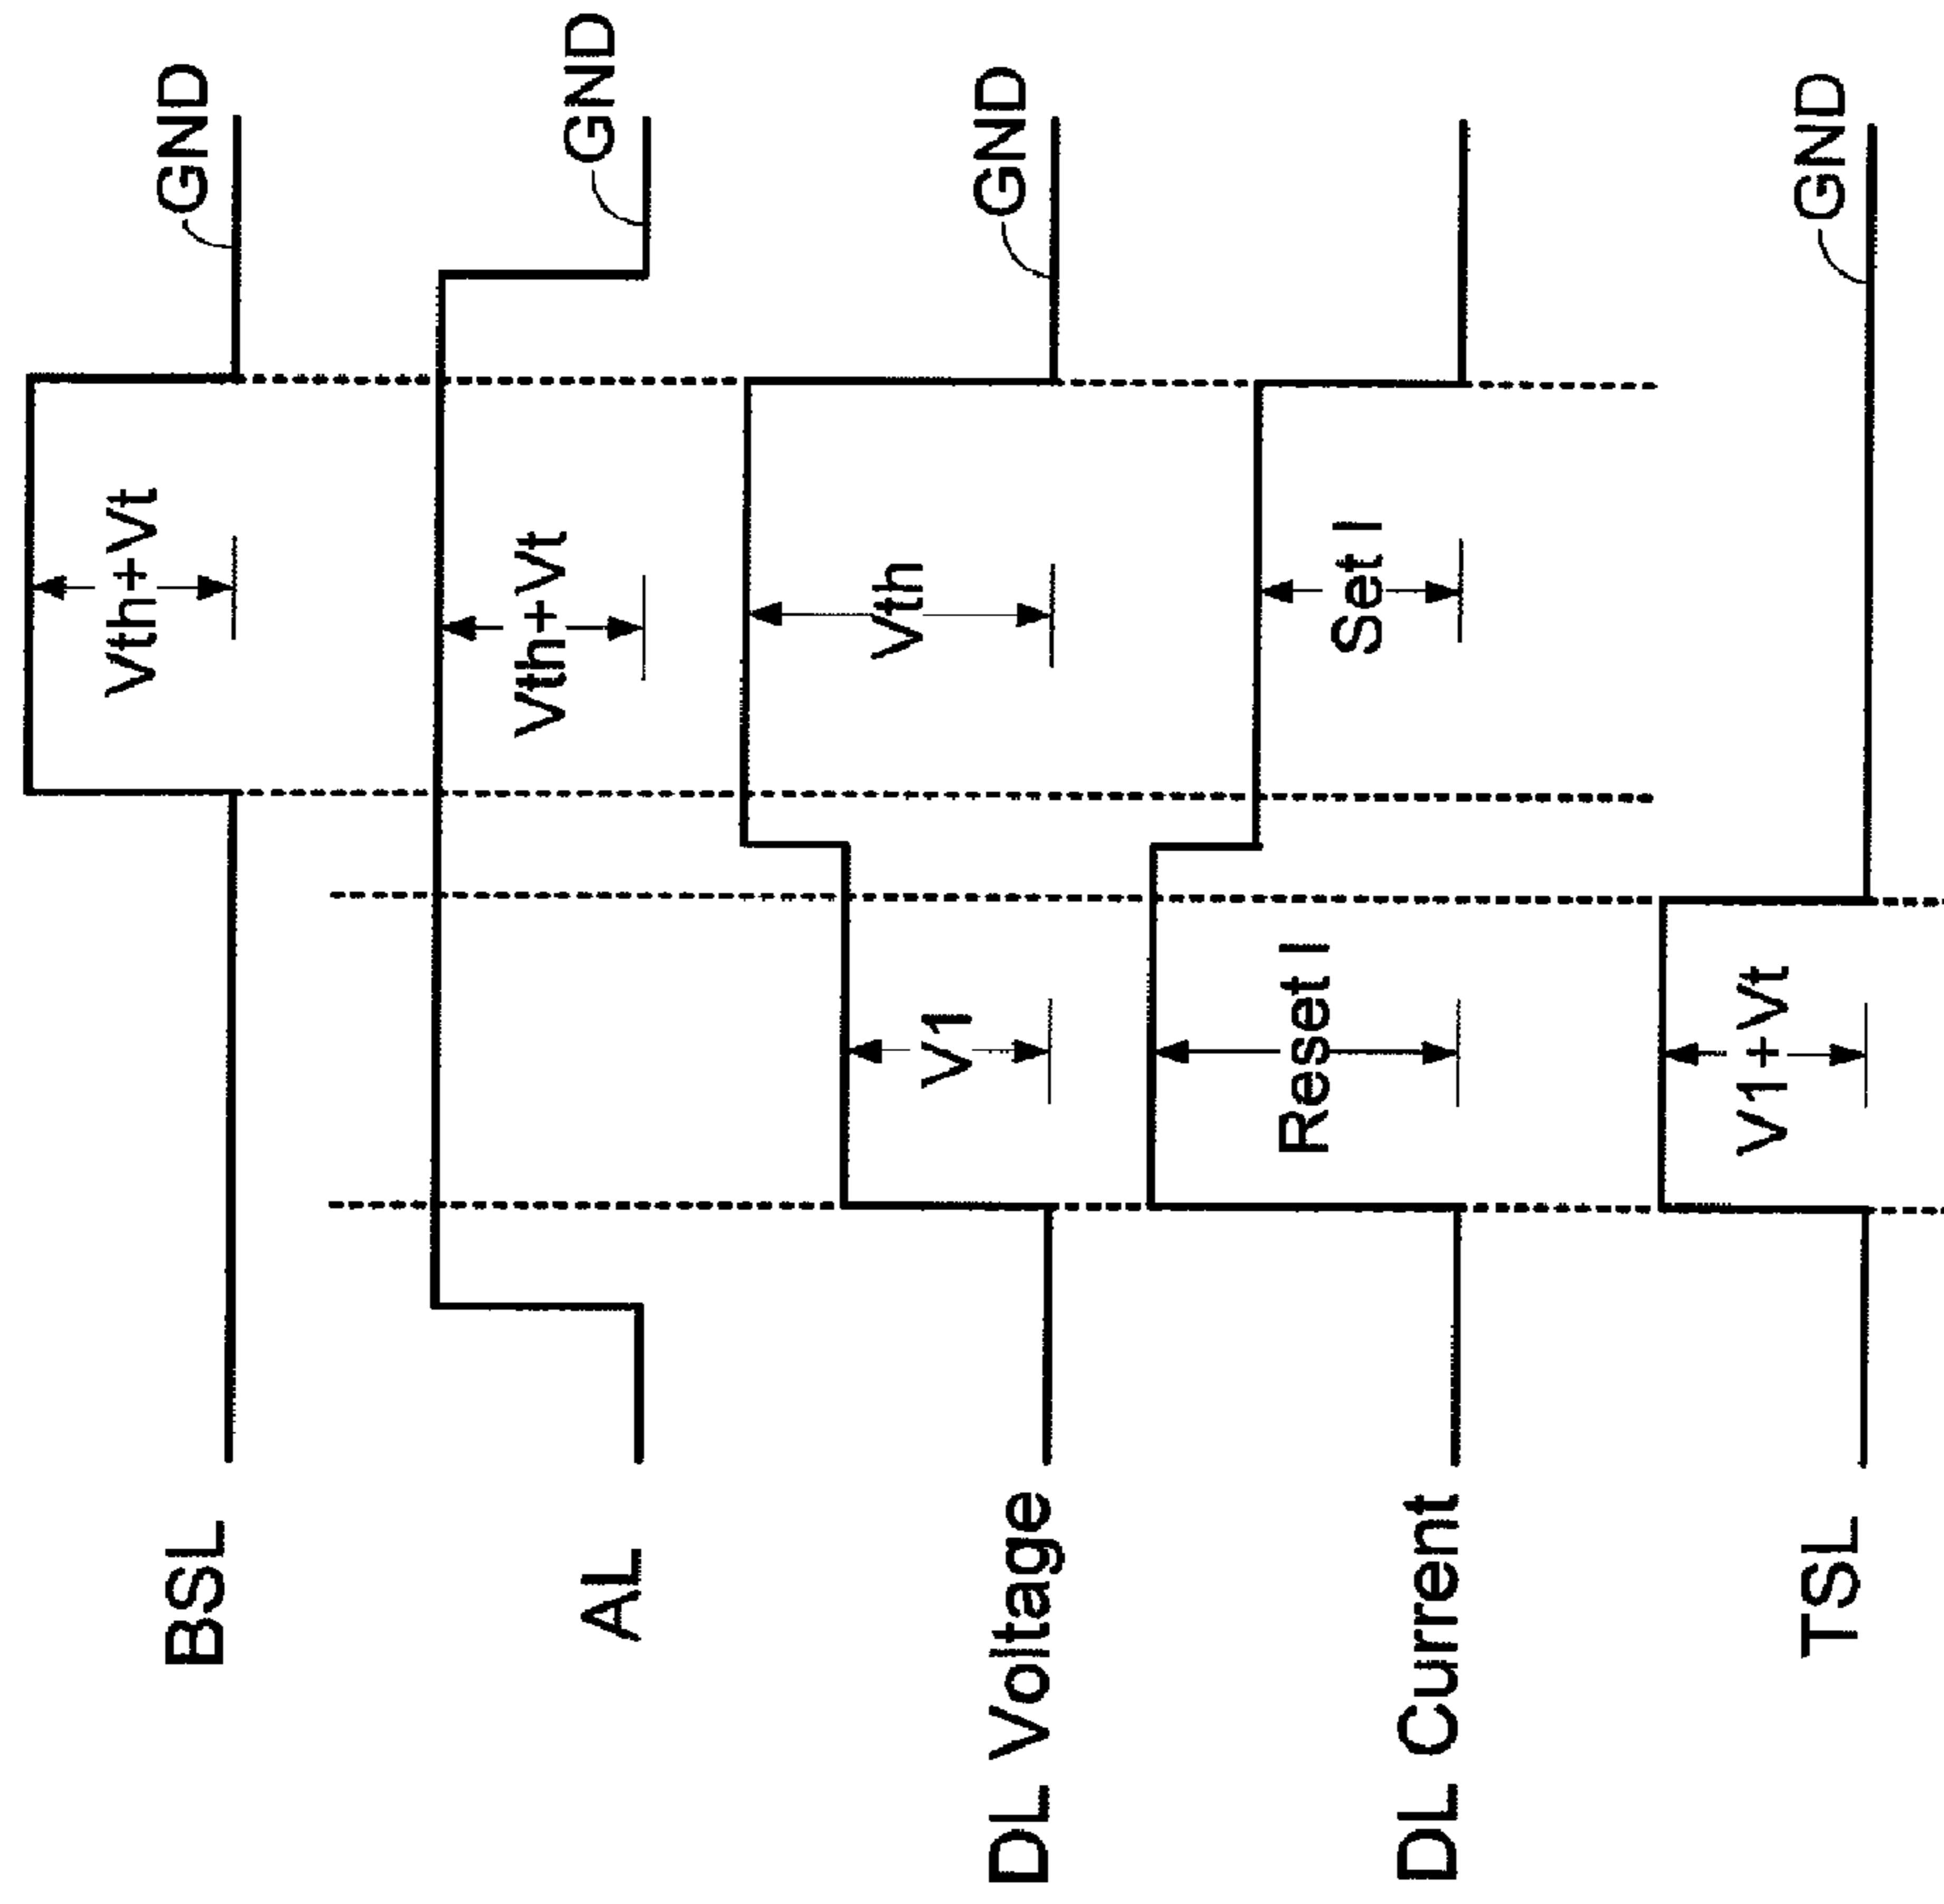 BSL
Vth+Vt
GND
AL
Vth+Vt
GND
DL Voltage
V1
Vth
GND
DL Current
Reset I
Set I
TSL
V1+Vt
GND